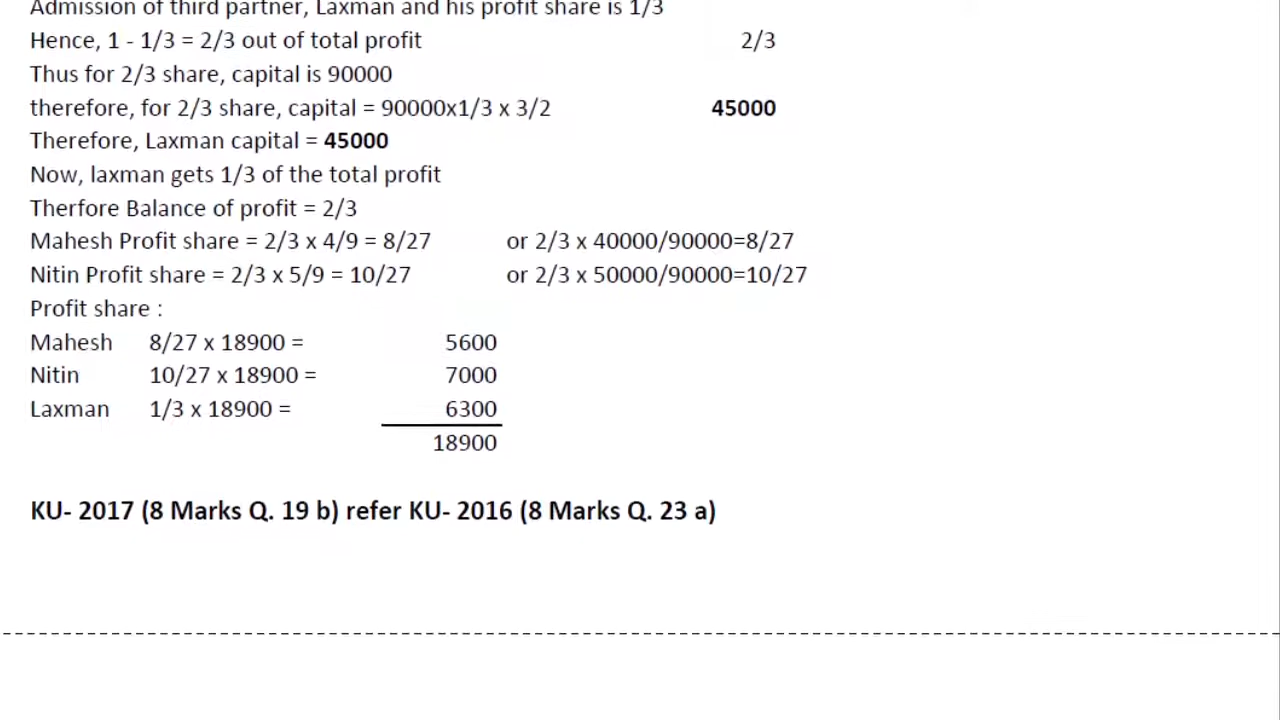 Admission of third partner, Laxman and his profit share is 1/3
Hence, 1 - 1/3 = 2/3 out of total profit 2/3
Thus for 2/3 share, capital is 90000
therefore, for 2/3 share, capital = 90000x1/3 x 3/2 45000
Therefore, Laxman capital = 45000
Now, laxman gets 1/3 of the total profit
Therfore Balance of profit = 2/3
Mahesh Profit share = 2/3 x 4/9 = 8/27 or 2/3 x 40000/90000=8/27
Nitin Profit share = 2/3 x 5/9 = 10/27 or 2/3 x 50000/90000=10/27
Profit share :
Mahesh 8/27 x 18900 = 5600
Nitin 10/27 x 18900 = 7000
Laxman 1/3 x 18900 = 6300
18900
KU- 2017 (8 Marks Q. 19 b) refer KU- 2016 (8 Marks Q. 23 a)